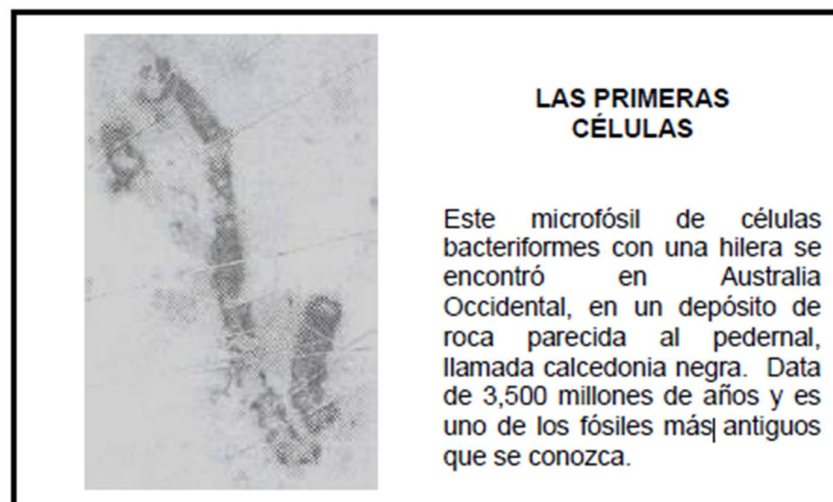 LAS PRIMERAS
CÉLULAS
Este microfósil de células
bacteriformes con una hilera se
encontró en Australia
Occidental, en un depósito de
roca parecida al pedernal,
llamada calcedonia negra. Data
de 3,500 millones de años y es
uno de los fósiles más antiguos
que se conozca.